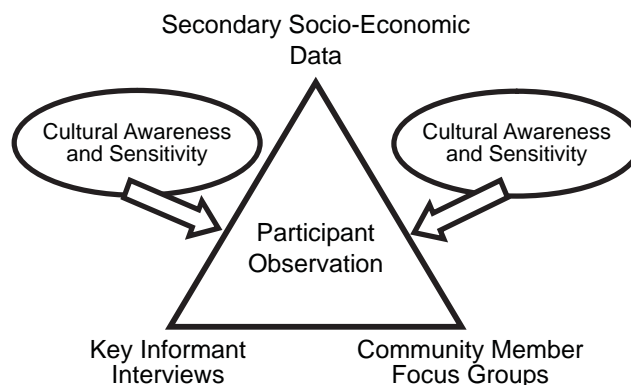 Secondary Socio-Economic
Data
Cultural Awareness
and Sensitivity
Cultural Awareness
and Sensitivity
Participant
Observation
Key Informant
Interviews
Community Member
Focus Groups